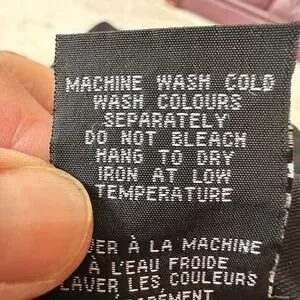 MACHINE WASH COLD
WASH COLOURS
SEPARATELY
DO NOT BLEACH
HANG TO DRY
IRON AT LOW
TEMPERATURE
VER À LA MACHINE
À L'EAU FROIDE
LAVER LES COULEURS